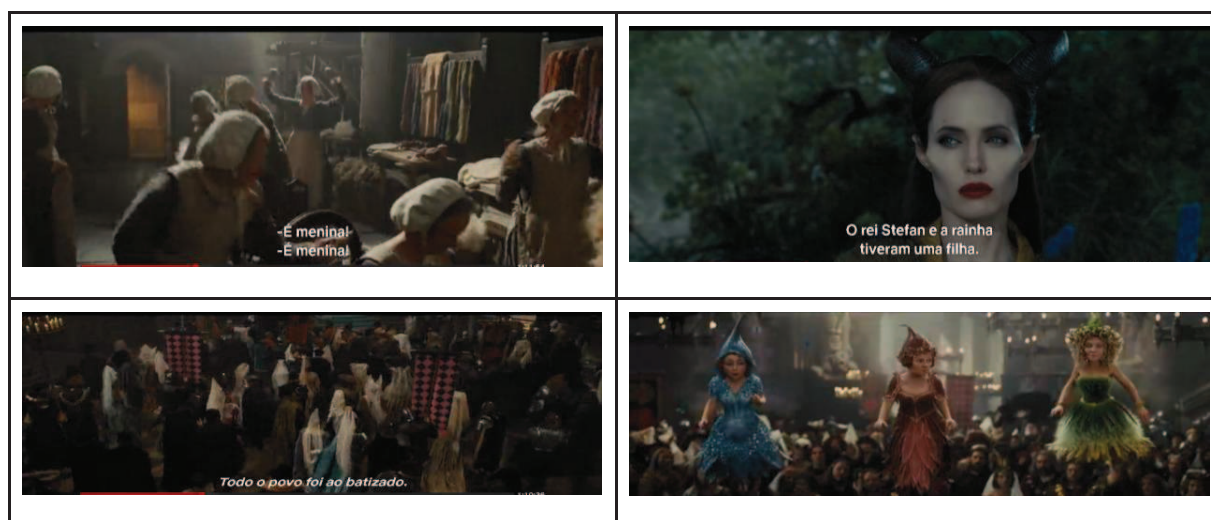 -É menina!
-É menina!
O rei Stefan e a rainha
tiveram uma filha.
Todo o povo foi ao batizado.